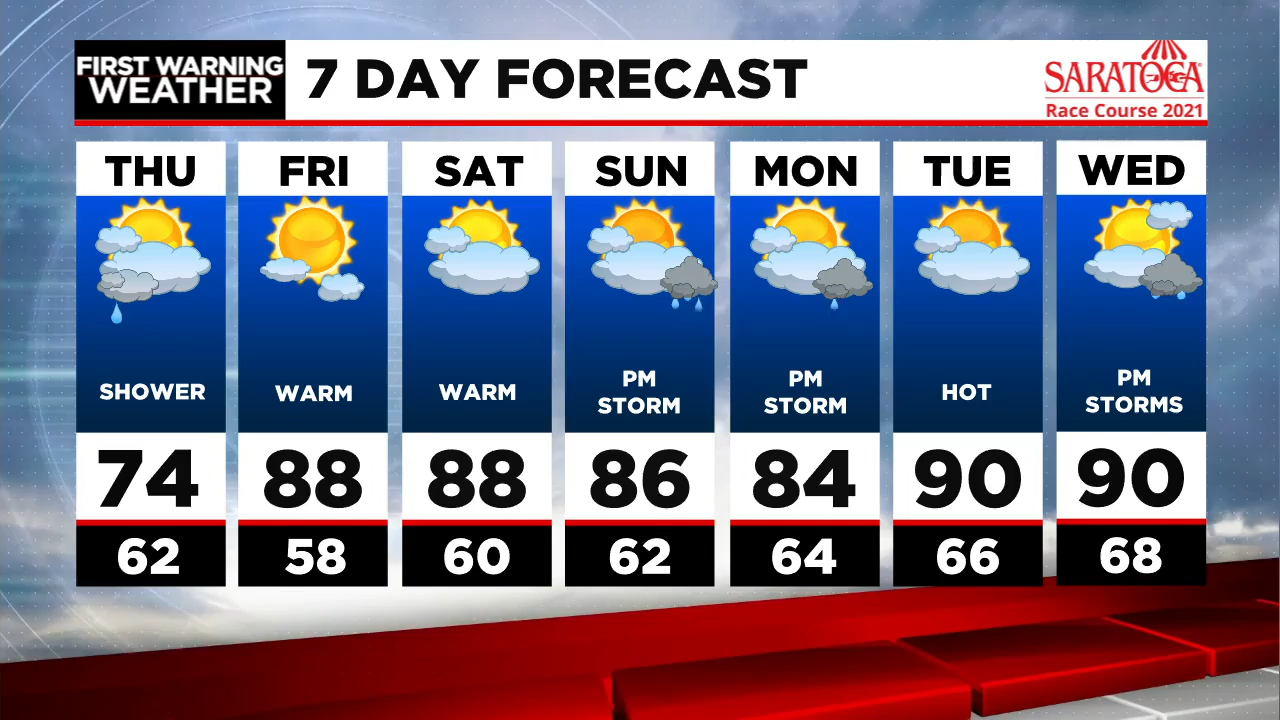 FIRST WARNING
WEATHER
7 DAY FORECAST
SARATOGA
Race Course 2021
THU
FRI
SAT
SUN
MON
TUE
WED
SHOWER
WARM
WARM
PM
STORM
PM
STORM
HOT
PM
STORMS
74
88
88
86
84
90
90
62
58
60
62
64
66
68